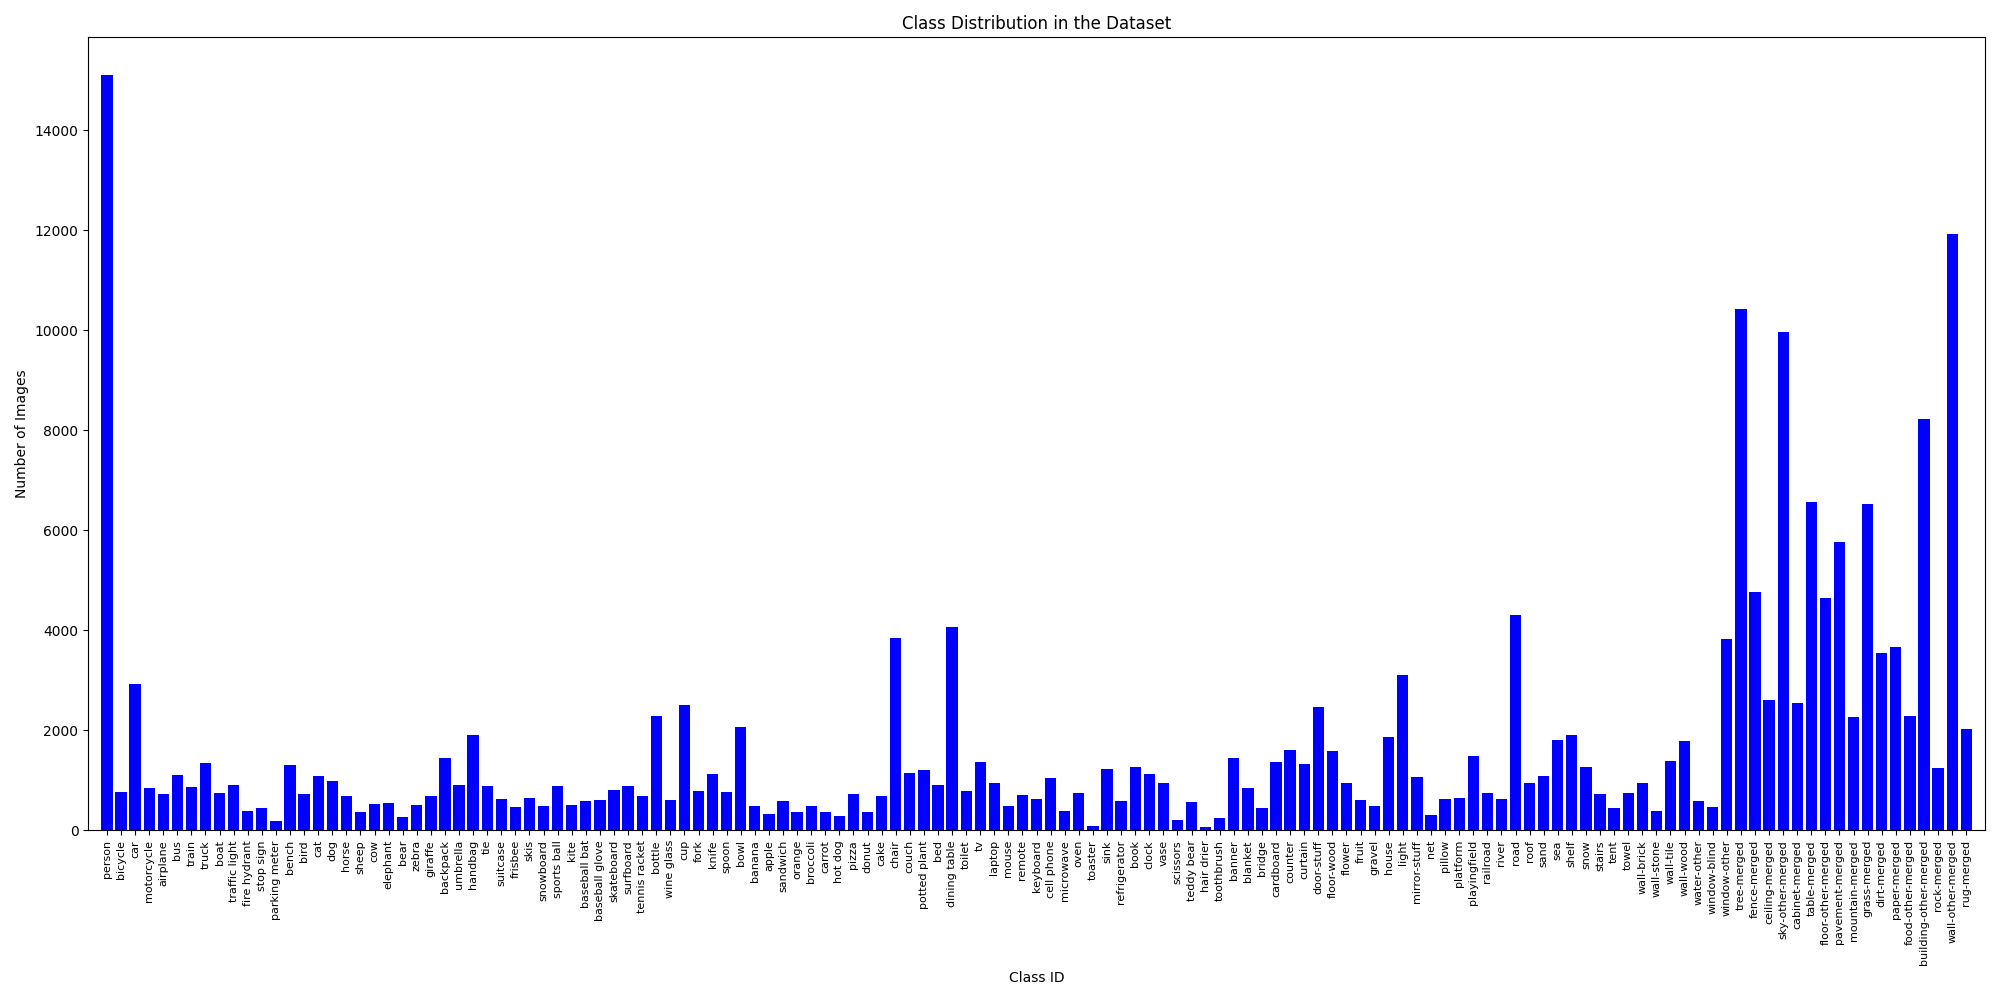 Class Distribution in the Dataset
Number of Images
14000
12000
10000
8000
6000
4000
2000
0
person
bicycle
car
motorcycle
airplane
bus
train
truck
boat
traffic light
fire hydrant
stop sign
parking meter
bench
bird
cat
dog
horse
sheep
cow
elephant
bear
zebra
giraffe
backpack
umbrella
handbag
tie
suitcase
frisbee
skis
snowboard
sports ball
kite
baseball bat
baseball glove
skateboard
surfboard
tennis racket
bottle
wine glass
cup
fork
knife
spoon
bowl
banana
apple
sandwich
orange
broccoli
carrot
hot dog
pizza
donut
cake
chair
couch
potted plant
bed
dining table
toilet
tv
laptop
mouse
remote
keyboard
cell phone
microwave
oven
toaster
sink
refrigerator
book
clock
vase
scissors
teddy bear
hair drier
toothbrush
banner
blanket
bridge
cardboard
counter
curtain
door-stuff
floor-wood
flower
fruit
gravel
house
light
mirror-stuff
net
pillow
platform
playingfield
railroad
river
road
roof
sand
sea
shelf
snow
stairs
tent
towel
wall-brick
wall-stone
wall-tile
wall-wood
water-other
window-blind
window-other
tree-merged
fence-merged
ceiling-merged
sky-other-merged
cabinet-merged
table-merged
floor-other-merged
pavement-merged
mountain-merged
grass-merged
dirt-merged
paper-merged
food-other-merged
building-other-merged
rock-merged
wall-other-merged
rug-merged
Class ID